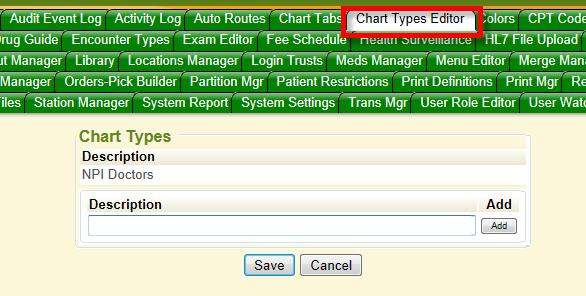 Audit Event Log Activity Log Auto Routes Chart Tabs Chart Types Editor Colors CPT Code
Drug Guide Encounter Types Exam Editor Fee Schedule Health Surveillance HL7 File Upload
ut Manager Library Locations Manager Login Trusts Meds Manager Menu Editor Merge Man
Manager Orders-Pick Builder Partition Mgr Patient Restrictions Print Definitions Print Mgr Re
Files Station Manager System Report System Settings Trans Mgr User Role Editor User Wat
Chart Types
Description
NPI Doctors
Description Add
Add
Save Cancel